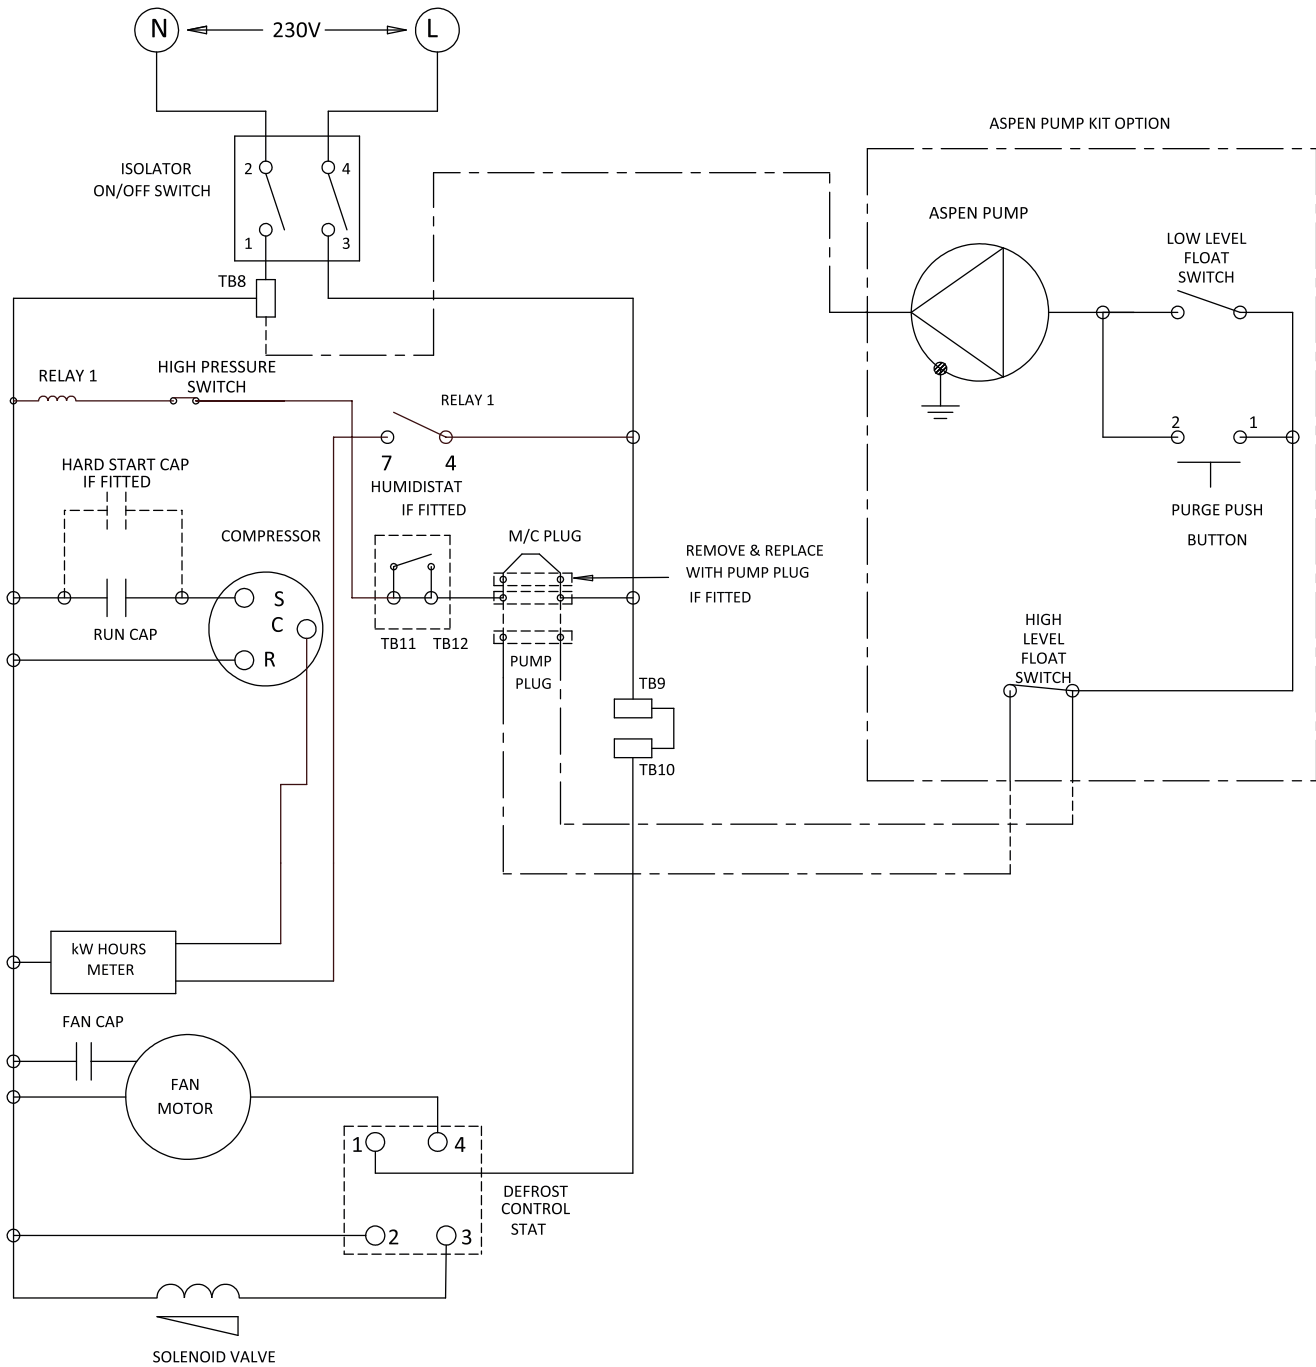 N
230V
L
ASPEN PUMP KIT OPTION
ISOLATOR
ON/OFF SWITCH
2
4
1
3
TB8
ASPEN PUMP
LOW LEVEL
FLOAT
SWITCH
RELAY 1
HIGH PRESSURE
SWITCH
RELAY 1
7
4
2
1
HARD START CAP
IF FITTED
HUMIDISTAT
IF FITTED
PURGE PUSH
BUTTON
COMPRESSOR
M/C PLUG
REMOVE & REPLACE
WITH PUMP PLUG
IF FITTED
S
C
R
RUN CAP
TB11
TB12
PUMP
PLUG
HIGH
LEVEL
FLOAT
SWITCH
TB9
TB10
kW HOURS
METER
FAN CAP
FAN
MOTOR
1
4
2
3
DEFROST
CONTROL
STAT
SOLENOID VALVE